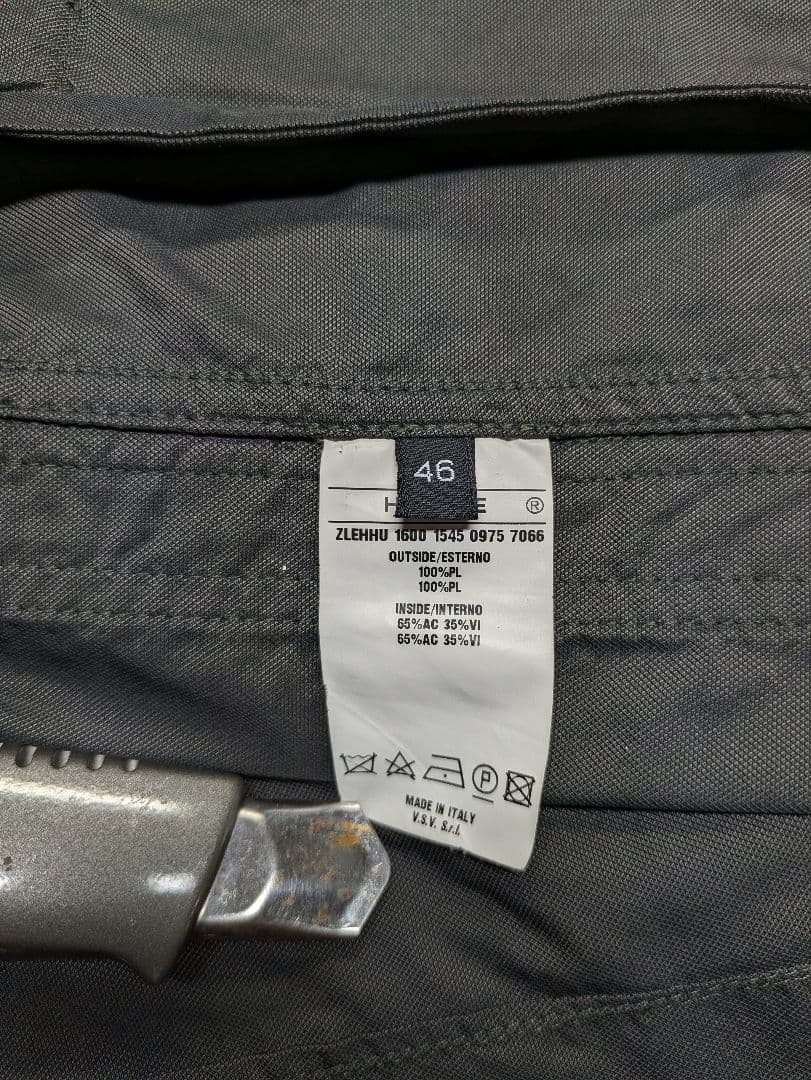 46
®
ZLEHHU 1600 1545 0975 7066
OUTSIDE/ESTERNO
100%PL
100%PL
INSIDE/INTERNO
65%AC 35%VI
65%AC 35%VI
P
MADE IN ITALY
V.S.V. S.r.l.